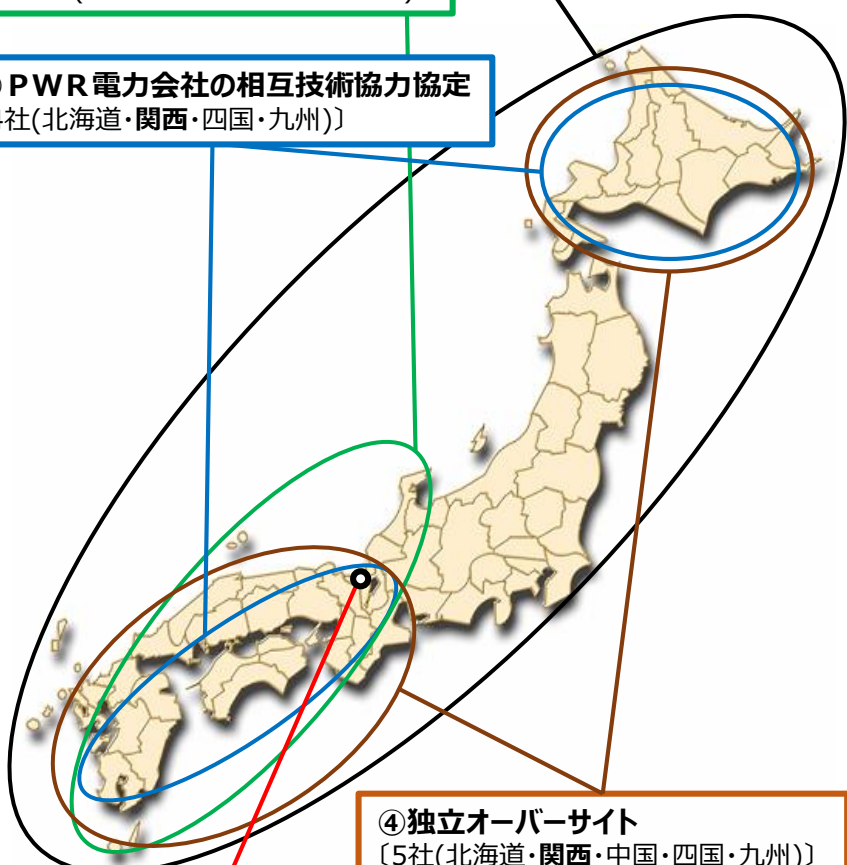 PWR電力会社の相互技術協力協定
社(北海道・関西・四国・九州)〕
④独立オーバーサイト
〔5社(北海道・関西・中国・四国・九州)〕